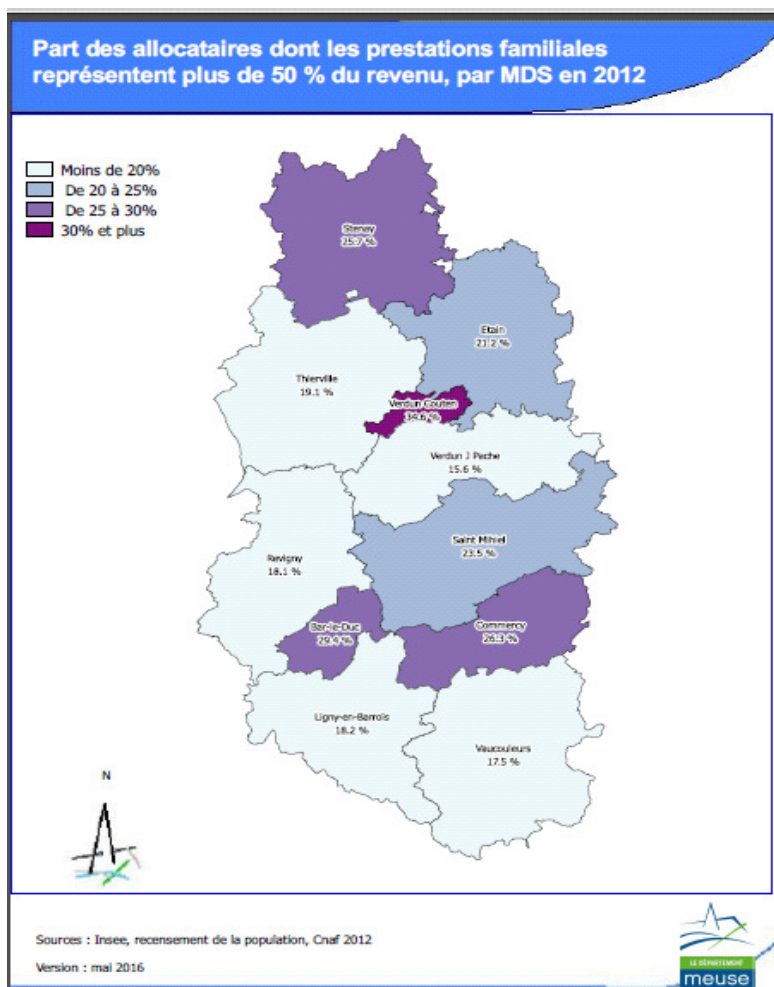 Part des allocataires dont les prestations familiales
représentent plus de 50 % du revenu, par MDS en 2012
Moins de 20%
De 20 à 25%
De 25 à 30%
30% et plus
Stenay
25.7 %
Etain
21.2 %
Thierville
19.1 %
Verdun Couten
34.6 %
Verdun J Pache
15.6 %
Saint Mihiel
23.5 %
Revigny
18.1 %
Bar-le-Duc
29.4 %
Commercy
26.3 %
Ligny-en-Barrois
18.2 %
Vaucouleurs
17.5 %
N
Sources : Insee, recensement de la population, Cnaf 2012
Version : mai 2016
LE DÉPARTEMENT
meuse